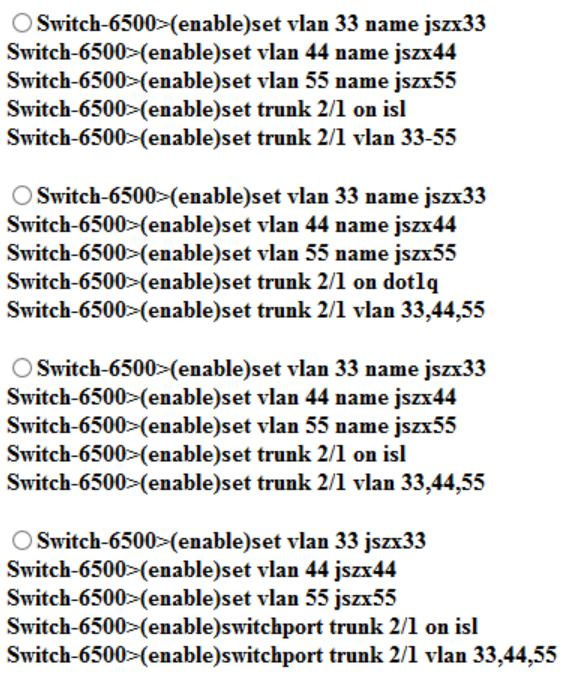 Switch-6500>(enable)set vlan 33 name jszx33
Switch-6500>(enable)set vlan 44 name jszx44
Switch-6500>(enable)set vlan 55 name jszx55
Switch-6500>(enable)set trunk 2/1 on isl
Switch-6500>(enable)set trunk 2/1 vlan 33-55
Switch-6500>(enable)set vlan 33 name jszx33
Switch-6500>(enable)set vlan 44 name jszx44
Switch-6500>(enable)set vlan 55 name jszx55
Switch-6500>(enable)set trunk 2/1 on dot1q
Switch-6500>(enable)set trunk 2/1 vlan 33,44,55
Switch-6500>(enable)set vlan 33 name jszx33
Switch-6500>(enable)set vlan 44 name jszx44
Switch-6500>(enable)set vlan 55 name jszx55
Switch-6500>(enable)set trunk 2/1 on isl
Switch-6500>(enable)set trunk 2/1 vlan 33,44,55
Switch-6500>(enable)set vlan 33 jszx33
Switch-6500>(enable)set vlan 44 jszx44
Switch-6500>(enable)set vlan 55 jszx55
Switch-6500>(enable)switchport trunk 2/1 on isl
Switch-6500>(enable)switchport trunk 2/1 vlan 33,44,55